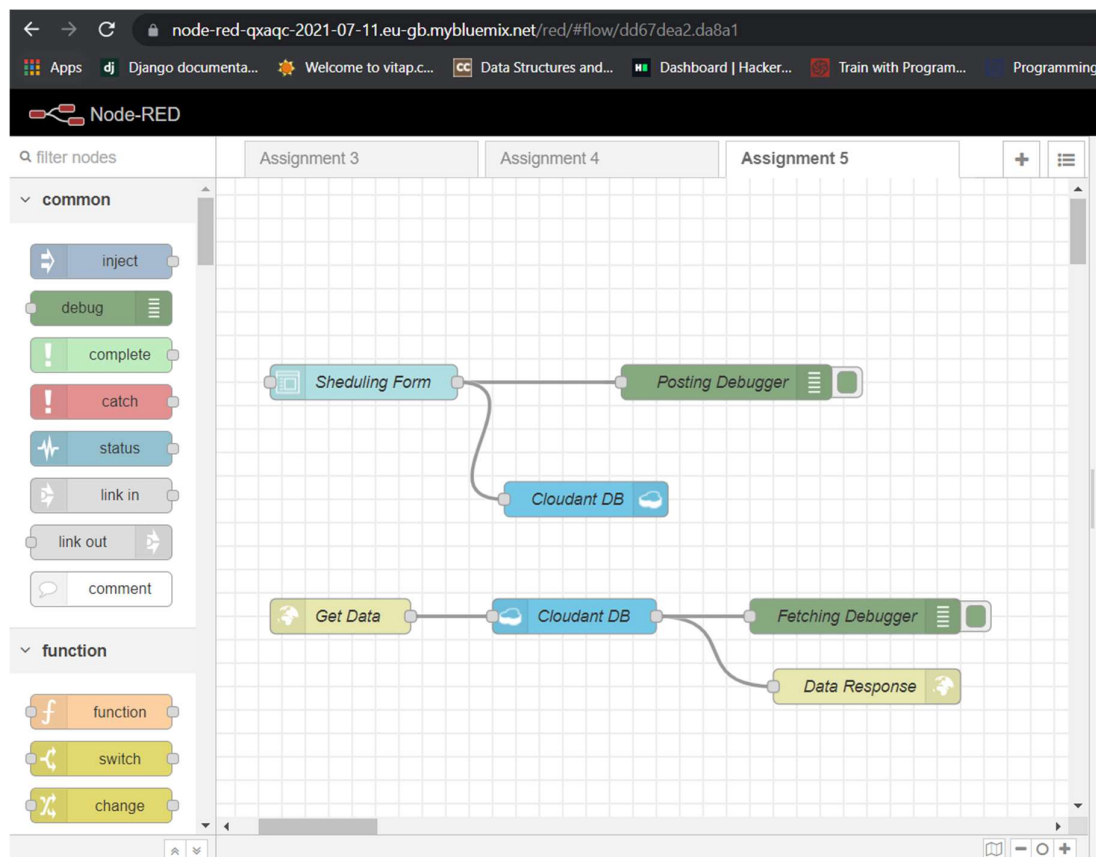 node-red-qxaqc-2021-07-11.eu-gb.mybluemix.net/red/#flow/dd67dea2.da8a1
Apps dj Django documenta... Welcome to vitap.c... CC Data Structures and... H Dashboard | Hacker... Train with Program... Programming
Node-RED
filter nodes
Assignment 3 Assignment 4 Assignment 5
common
inject
debug
complete
catch
status
link in
link out
comment
function
function
switch
change
Sheduling Form Posting Debugger
Cloudant DB
Get Data Cloudant DB Fetching Debugger
Data Response